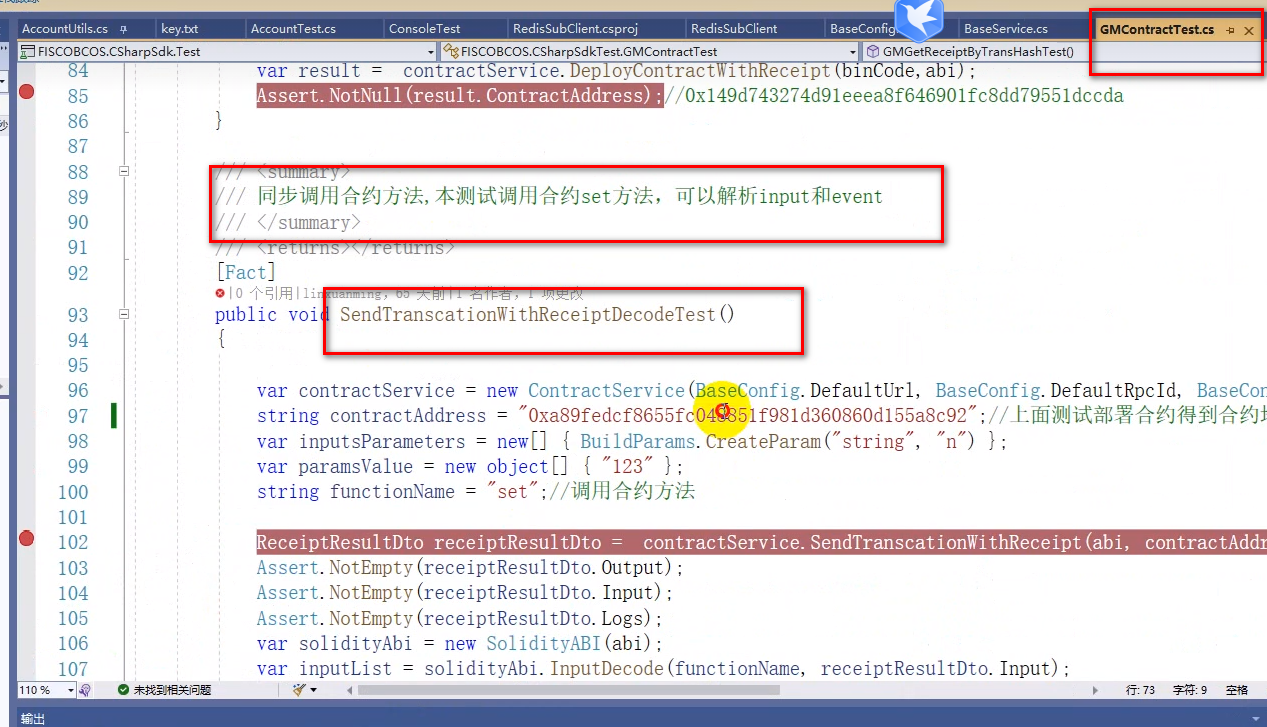 AccountUtils.cs key.txt AccountTest.cs ConsoleTest RedisSubClient.csproj RedisSubClient BaseConfig. BaseService.cs GMContractTest.cs
FISCOBCOS.CSharpSdk.Test FISCOBCOS.CSharpSdkTest.GMContractTest GMGetReceiptByTransHashTest()
84 var result = contractService.DeployContractWithReceipt(binCode,abi);
85 Assert.NotNull(result.ContractAddress);//0x149d743274d91eeea8f646901fc8dd79551dccda
86 }
87
88 /// <summary>
89 /// 同步调用合约方法,本测试调用合约set方法，可以解析input和event
90 /// </summary>
91 /// <returns></returns>
92 [Fact]
|0 个引用|linxuanming，65 天前|1 名作者，1 项更改
93 public void SendTranscationWithReceiptDecodeTest()
94 {
95
96 var contractService = new ContractService(BaseConfig.DefaultUrl, BaseConfig.DefaultRpcId, BaseCo
97 string contractAddress = "0xa89fedcf8655fc049851f981d360860d155a8c92";//上面测试部署合约得到合约
98 var inputsParameters = new[] { BuildParams.CreateParam("string", "n") };
99 var paramsValue = new object[] { "123" };
100 string functionName = "set";//调用合约方法
101
102 ReceiptResultDto receiptResultDto = contractService.SendTranscationWithReceipt(abi, contractAddr
103 Assert.NotEmpty(receiptResultDto.Output);
104 Assert.NotEmpty(receiptResultDto.Input);
105 Assert.NotEmpty(receiptResultDto.Logs);
106 var solidityAbi = new SolidityABI(abi);
107 var inputList = solidityAbi.InputDecode(functionName, receiptResultDto.Input);
110 % 未找到相关问题 行: 73 字符: 9 空格
输出